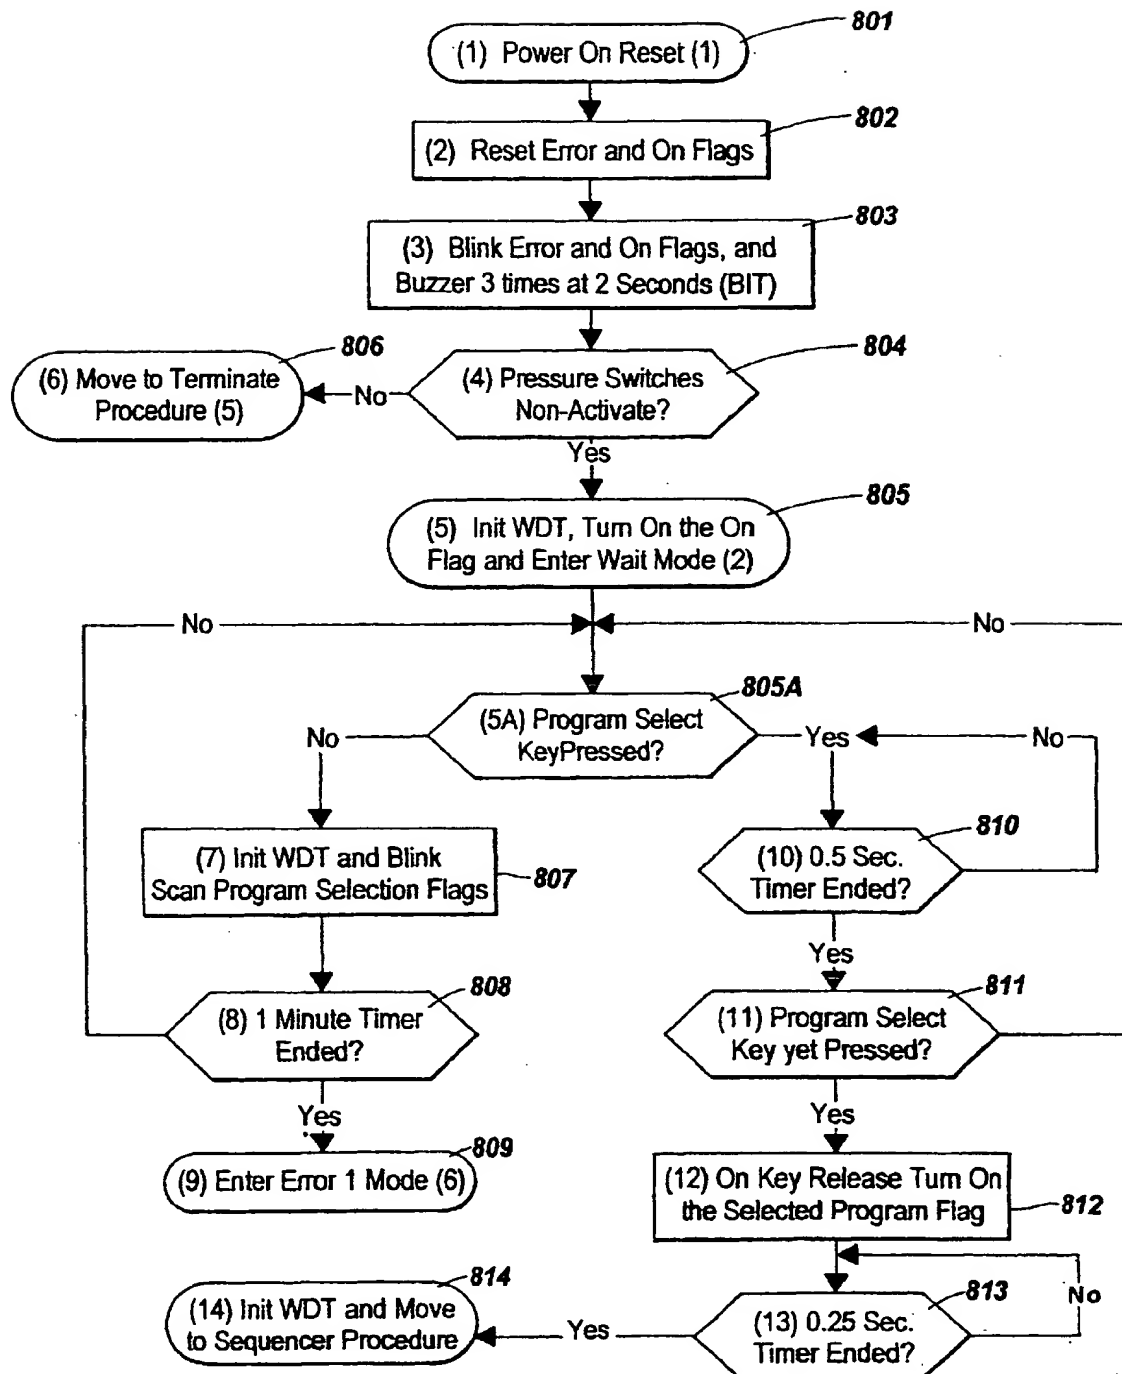 801
(1) Power On Reset (1)
802
(2) Reset Error and On Flags
803
(3) Blink Error and On Flags, and
Buzzer 3 times at 2 Seconds (BIT)
806
804
(6) Move to Terminate
Procedure (5)
No
(4) Pressure Switches
Non-Activate?
Yes
805
(5) Init WDT, Turn On the On
Flag and Enter Wait Mode (2)
No
No
805A
(5A) Program Select
KeyPressed?
No
Yes
No
810
(7) Init WDT and Blink
Scan Program Selection Flags
807
(10) 0.5 Sec.
Timer Ended?
Yes
808
811
(8) 1 Minute Timer
Ended?
(11) Program Select
Key yet Pressed?
Yes
Yes
809
(9) Enter Error 1 Mode (6)
(12) On Key Release Turn On
the Selected Program Flag
812
814
813
No
(14) Init WDT and Move
to Sequencer Procedure
Yes
(13) 0.25 Sec.
Timer Ended?